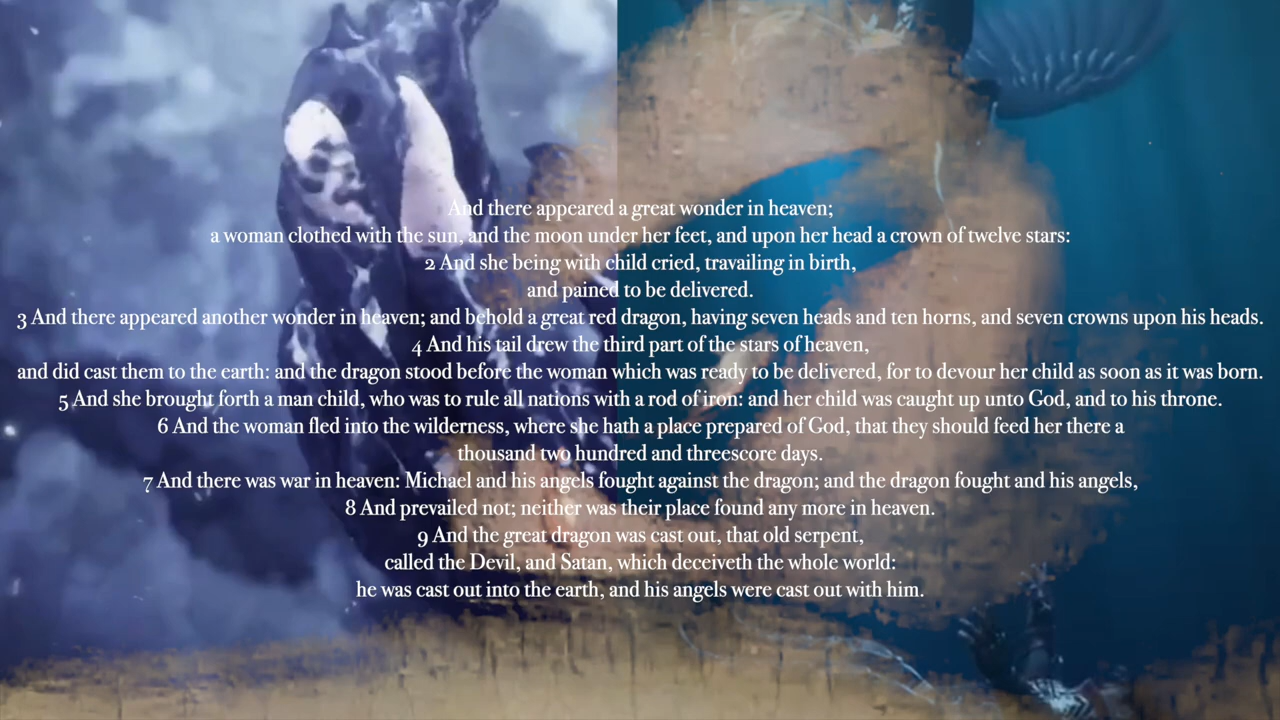 And there appeared a great wonder in heaven;
a woman clothed with the sun, and the moon under her feet, and upon her head a crown of twelve stars:
2 And she being with child cried, travailing in birth,
and pained to be delivered.
3 And there appeared another wonder in heaven; and behold a great red dragon, having seven heads and ten horns, and seven crowns upon his heads.
4 And his tail drew the third part of the stars of heaven,
and did cast them to the earth: and the dragon stood before the woman which was ready to be delivered, for to devour her child as soon as it was born.
5 And she brought forth a man child, who was to rule all nations with a rod of iron: and her child was caught up unto God, and to his throne.
6 And the woman fled into the wilderness, where she hath a place prepared of God, that they should feed her there a
thousand two hundred and threescore days.
7 And there was war in heaven: Michael and his angels fought against the dragon; and the dragon fought and his angels,
8 And prevailed not; neither was their place found any more in heaven.
9 And the great dragon was cast out, that old serpent,
called the Devil, and Satan, which deceiveth the whole world:
he was cast out into the earth, and his angels were cast out with him.